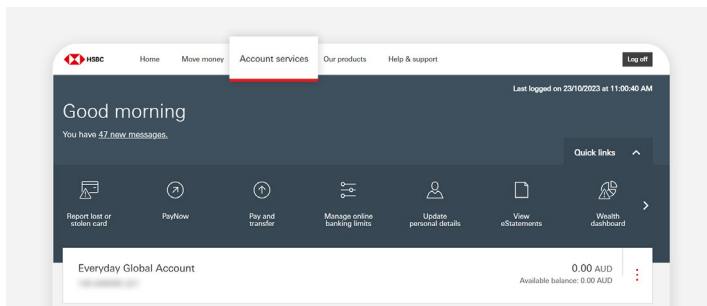 HSBC
Home
Move money
Account services
Our products
Help & support
Log off
Last logged on 23/10/2023 at 11:00:40 AM
Good morning
You have 47 new messages.
Quick links
Report lost or
stolen card
PayNow
Pay and
transfer
Manage online
banking limits
Update
personal details
View
eStatements
Wealth
dashboard
Everyday Global Account
0.00 AUD
Available balance: 0.00 AUD